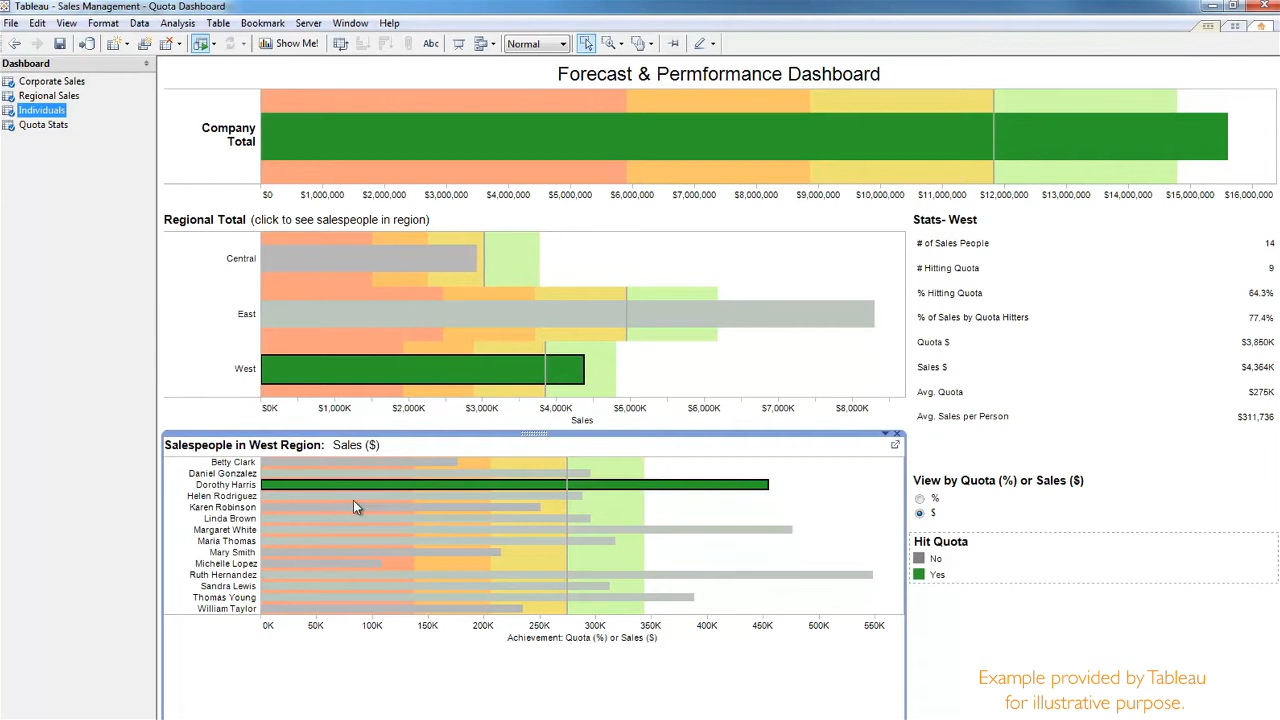 Tableau - Sales Management - Quota Dashboard
File Edit View Format Data Analysis Table Bookmark Server Window Help
Show Me! Abc Normal
Dashboard
Corporate Sales
Regional Sales
Individuals
Quota Stats
Forecast & Permformance Dashboard
Company
Total
$0 $1,000,000 $2,000,000 $3,000,000 $4,000,000 $5,000,000 $6,000,000 $7,000,000 $8,000,000 $9,000,000 $10,000,000 $11,000,000 $12,000,000 $13,000,000 $14,000,000 $15,000,000 $16,000,000
Regional Total (click to see salespeople in region)
Central
East
West
$0K $1,000K $2,000K $3,000K $4,000K $5,000K $6,000K $7,000K $8,000K
Sales
Stats- West
# of Sales People 14
# Hitting Quota 9
% Hitting Quota 64.3%
% of Sales by Quota Hitters 77.4%
Quota $ $3,850K
Sales $ $4,364K
Avg. Quota $276K
Avg. Sales per Person $311,736
Salespeople in West Region: Sales ($)
Betty Clark
Daniel Gonzalez
Dorothy Harris
Helen Rodriguez
Karen Robinson
Linda Brown
Margaret White
Maria Thomas
Mary Smith
Michelle Lopez
Ruth Hernandez
Sandra Lewis
Thomas Young
William Taylor
0K 50K 100K 150K 200K 250K 300K 350K 400K 450K 500K 550K
Achievement: Quota (%) or Sales ($)
View by Quota (%) or Sales ($)
%
$
Hit Quota
No
Yes
Example provided by Tableau
for illustrative purpose.